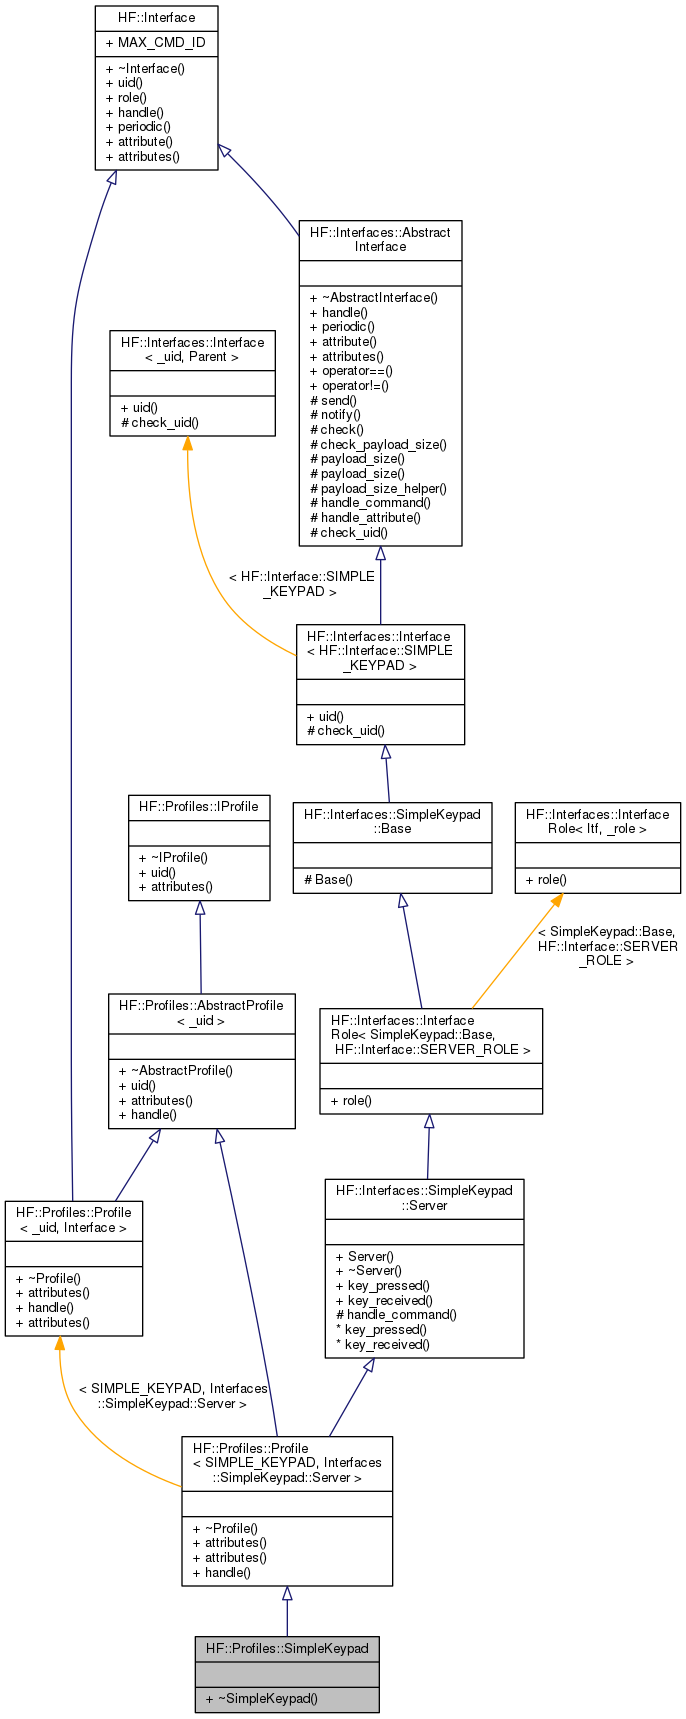 HF::Interface
+ MAX_CMD_ID
+ ~Interface()
+ uid()
+ role()
+ handle()
+ periodic()
+ attribute()
+ attributes()
HF::Interfaces::Abstract
Interface
+ ~AbstractInterface()
+ handle()
+ periodic()
+ attribute()
+ attributes()
+ operator==()
+ operator!=()
# send()
# notify()
# check()
# check_payload_size()
# payload_size()
# payload_size()
# payload_size_helper()
# handle_command()
# handle_attribute()
# check_uid()
HF::Interfaces::Interface
< _uid, Parent >
+ uid()
# check_uid()
< HF::Interface::SIMPLE
_KEYPAD >
HF::Interfaces::Interface
< HF::Interface::SIMPLE
_KEYPAD >
+ uid()
# check_uid()
HF::Profiles::IProfile
+ ~IProfile()
+ uid()
+ attributes()
HF::Interfaces::SimpleKeypad
::Base
# Base()
HF::Interfaces::Interface
Role< Itf, _role >
+ role()
< SimpleKeypad::Base,
HF::Interface::SERVER
_ROLE >
HF::Profiles::AbstractProfile
< _uid >
+ ~AbstractProfile()
+ uid()
+ attributes()
+ handle()
HF::Interfaces::Interface
Role< SimpleKeypad::Base,
HF::Interface::SERVER_ROLE >
+ role()
HF::Profiles::Profile
< _uid, Interface >
+ ~Profile()
+ attributes()
+ handle()
+ attributes()
HF::Interfaces::SimpleKeypad
::Server
+ Server()
+ ~Server()
+ key_pressed()
+ key_received()
# handle_command()
* key_pressed()
* key_received()
< SIMPLE_KEYPAD, Interfaces
::SimpleKeypad::Server >
HF::Profiles::Profile
< SIMPLE_KEYPAD, Interfaces
::SimpleKeypad::Server >
+ ~Profile()
+ attributes()
+ attributes()
+ handle()
HF::Profiles::SimpleKeypad
+ ~SimpleKeypad()